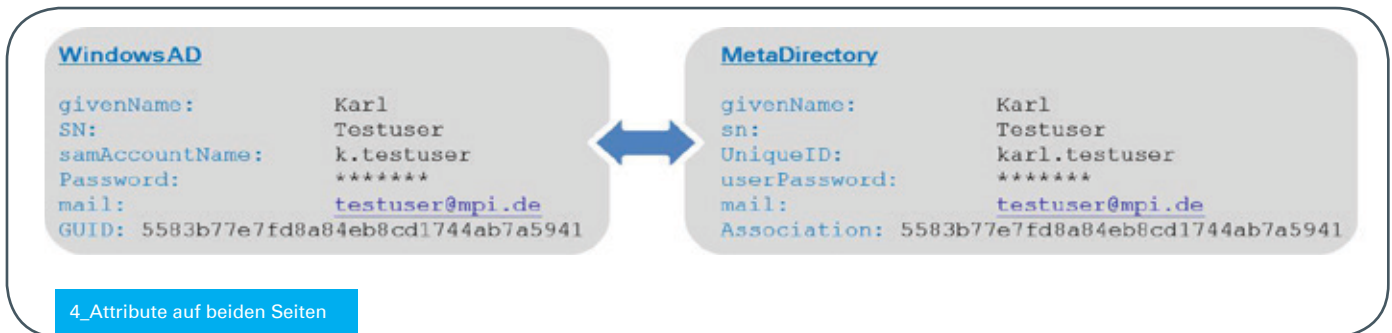 WindowsAD
givenName: Karl
SN: Testuser
samAccountName: k.testuser
Password: *******
mail: testuser@mpi.de
GUID: 5583b77e7fd8a84eb8cd1744ab7a5941
MetaDirectory
givenName: Karl
sn: Testuser
UniqueID: karl.testuser
userPassword: *******
mail: testuser@mpi.de
Association: 5583b77e7fd8a84eb8cd1744ab7a5941
4_Attribute auf beiden Seiten